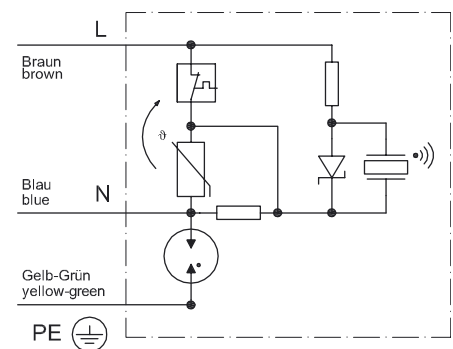 L
Braun
brown
ϑ
Blau
blue
N
Gelb-Grün
yellow-green
PE